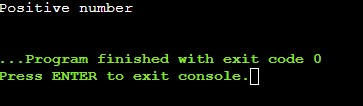 Positive number
...Program finished with exit code 0
Press ENTER to exit console.